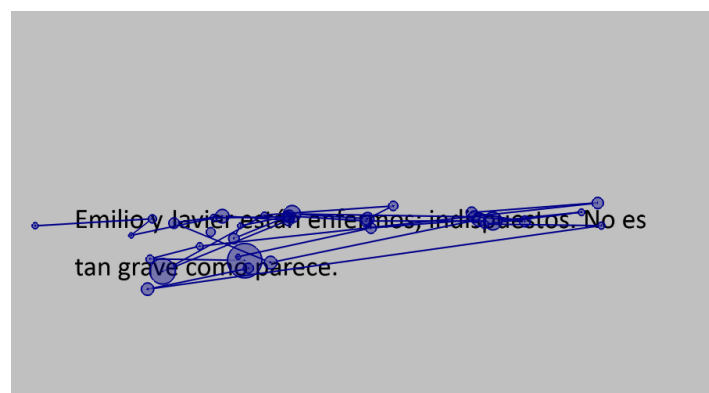 Emilio y Javier están enfermos; indispuestos. No es
tan grave como parece.